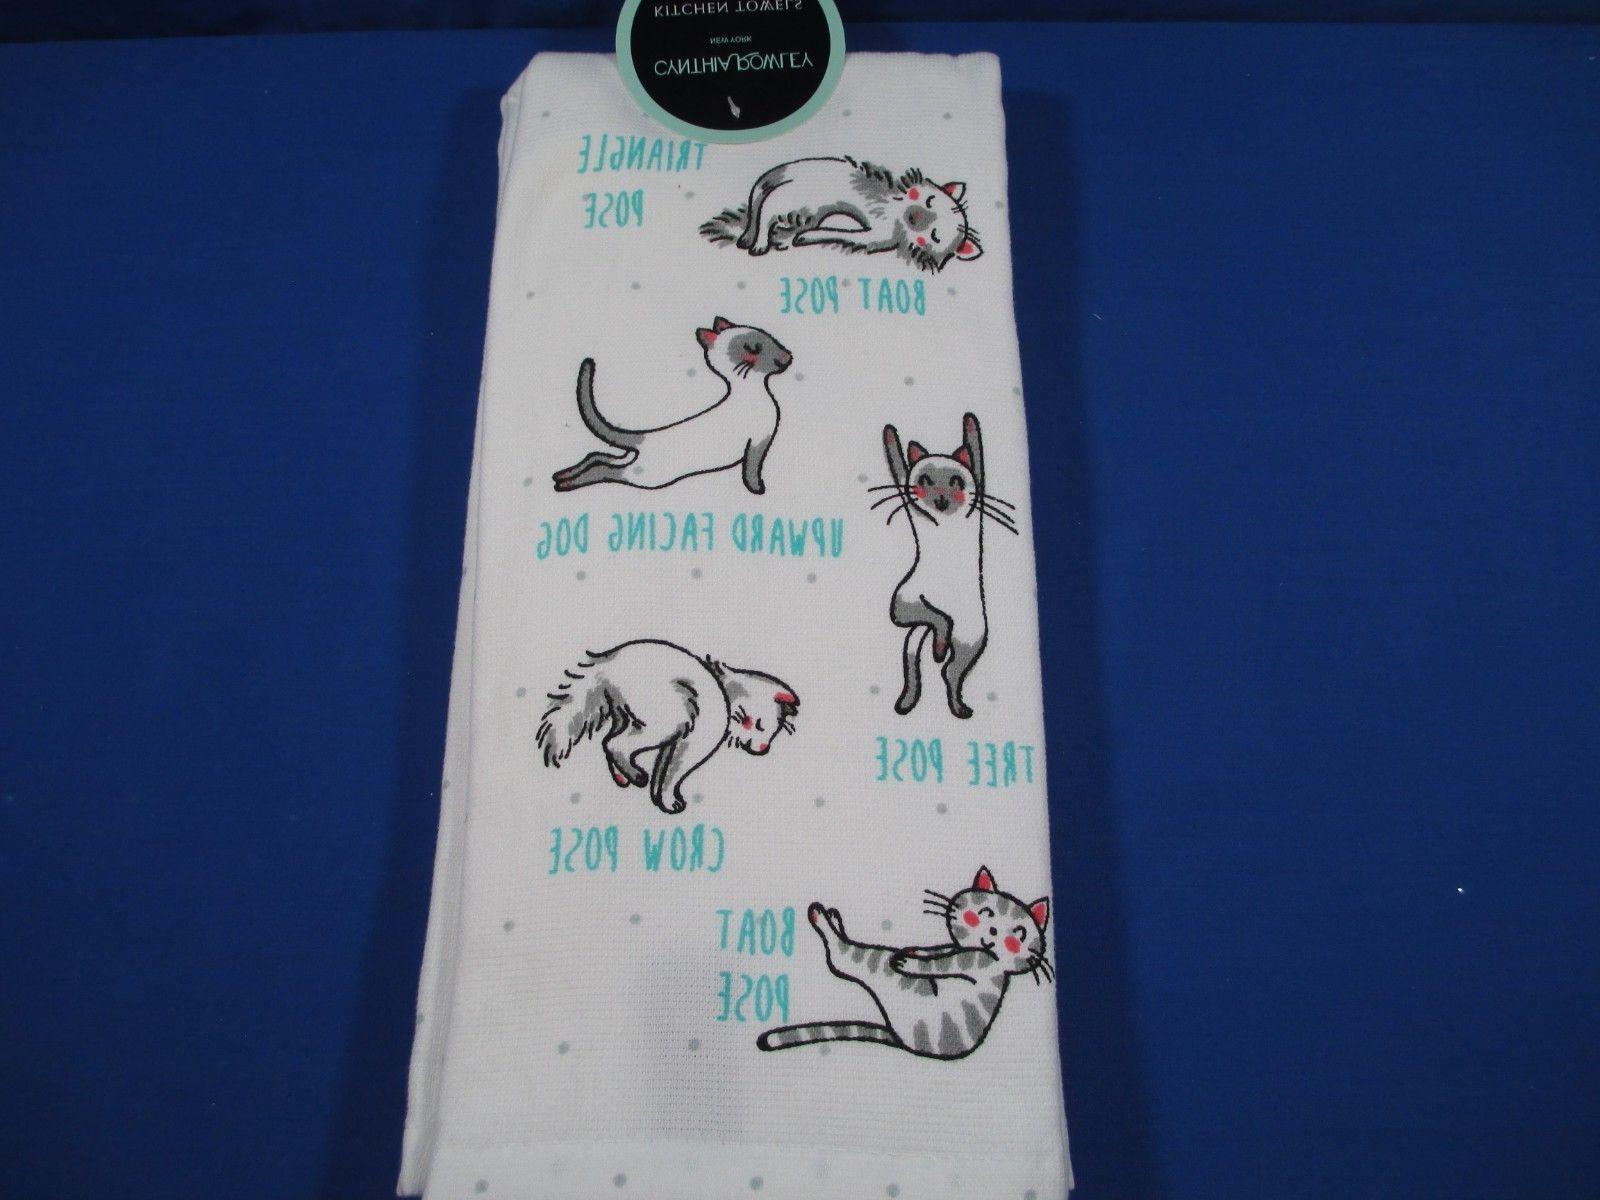 KITCHEN TOWELS
NEW YORK
CYNTHIA ROWLEY
TRIANGLE
POSE
BOAT POSE
UPWARD FACING DOG
TREE POSE
CROW POSE
BOAT
POSE